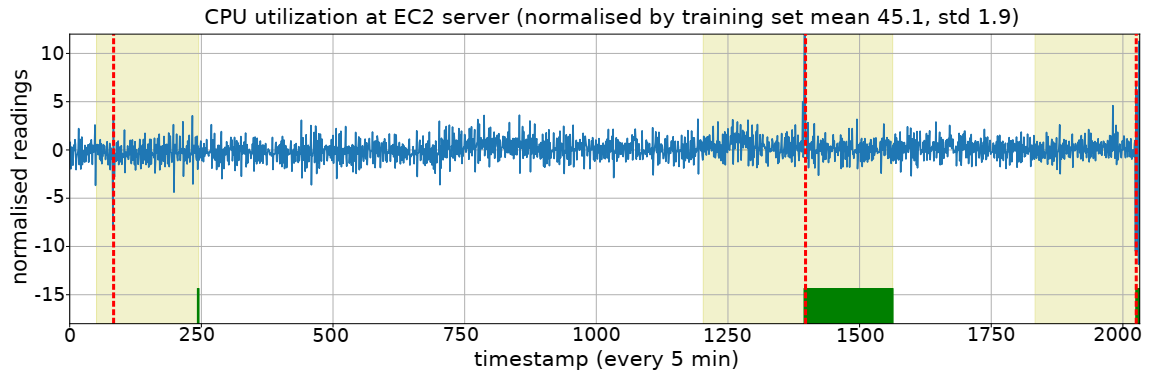 CPU utilization at EC2 server (normalised by training set mean 45.1, std 1.9)
normalised readings
10
5
0
-5
-10
-15
0 250 500 750 1000 1250 1500 1750 2000
timestamp (every 5 min)